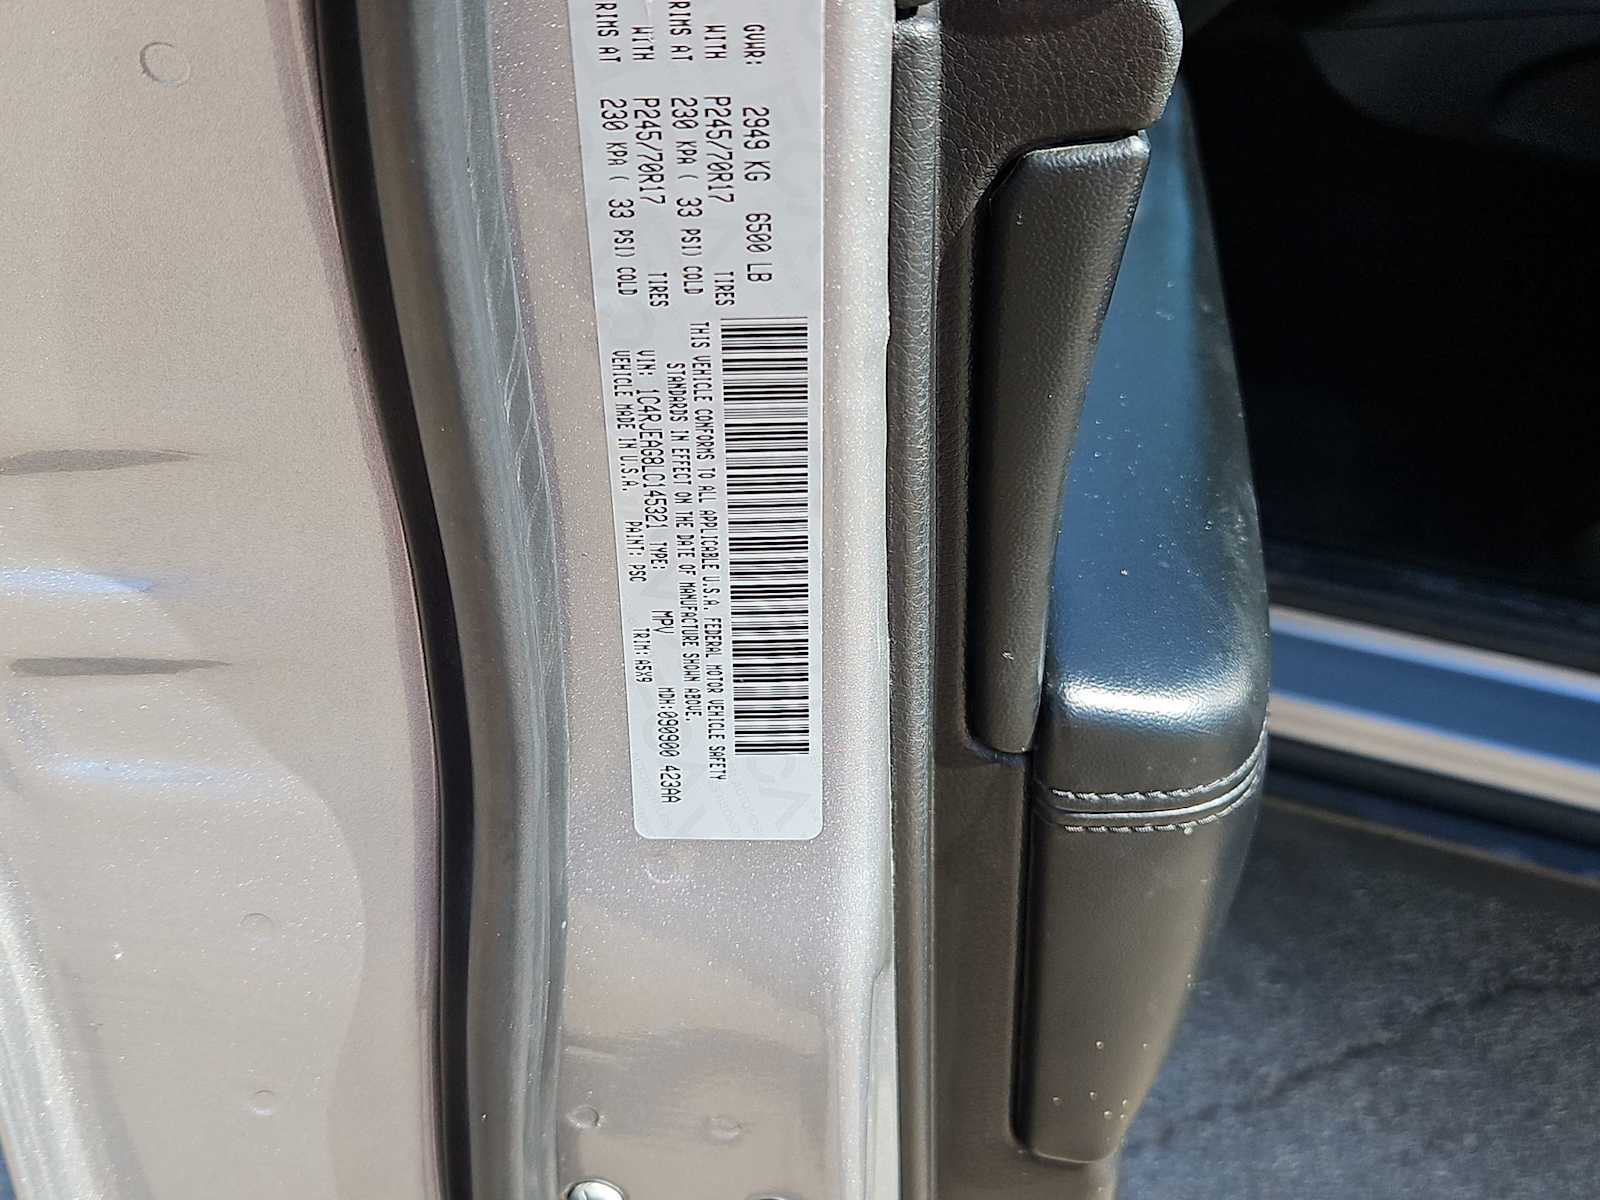 GVWR: 2949 KG 6500 LB
WITH P245/70R17 TIRES
RIMS AT 230 KPA ( 33 PSI) COLD
WITH P245/70R17 TIRES
RIMS AT 230 KPA ( 33 PSI) COLD
THIS VEHICLE CONFORMS TO ALL APPLICABLE U.S.A. FEDERAL MOTOR VEHICLE SAFETY
STANDARDS IN EFFECT ON THE DATE OF MANUFACTURE SHOWN ABOVE.
VIN: 1C4RJEAG8LC145321 TYPE: MPV MDH:090900 423AA
VEHICLE MADE IN U.S.A. PAINT: PSC TRIM: A5X9